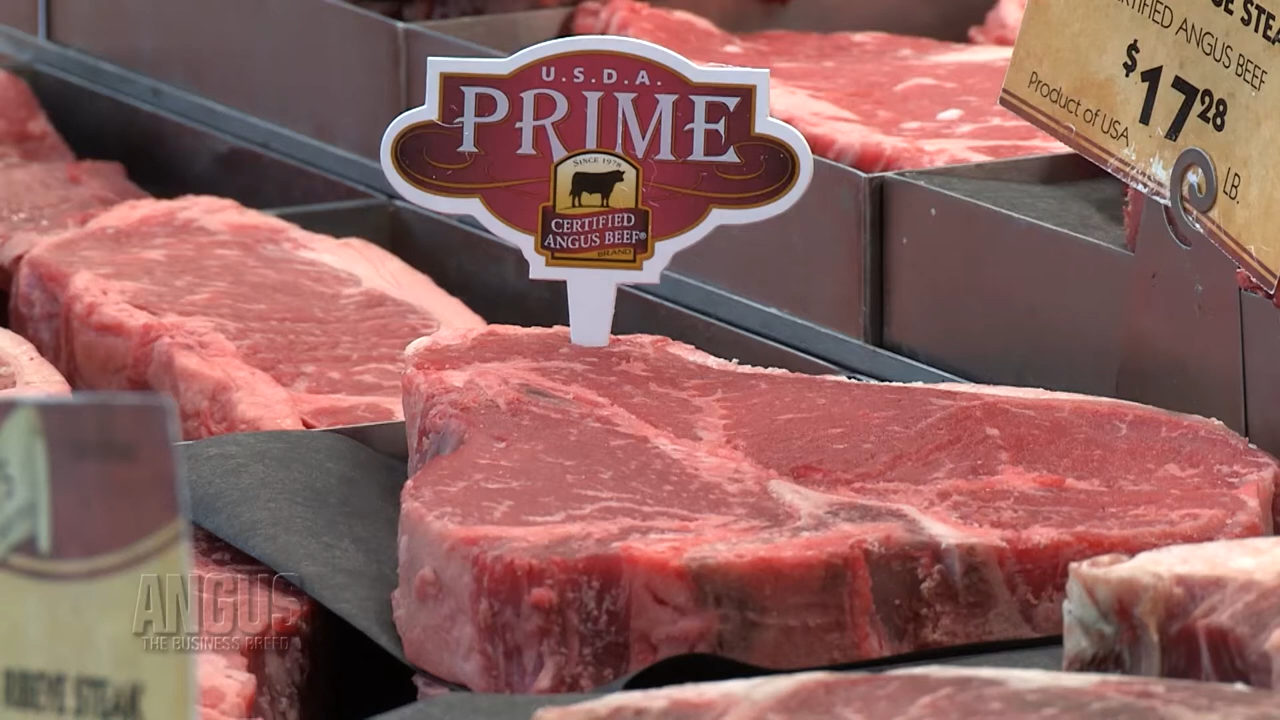 U.S.D.A.
PRIME
SINCE 1978
CERTIFIED
ANGUS BEEF®
BRAND
CERTIFIED ANGUS BEEF
$17.28
Product of USA
LB.
ANGUS
THE BUSINESS BREED
RIBEYE STEAK